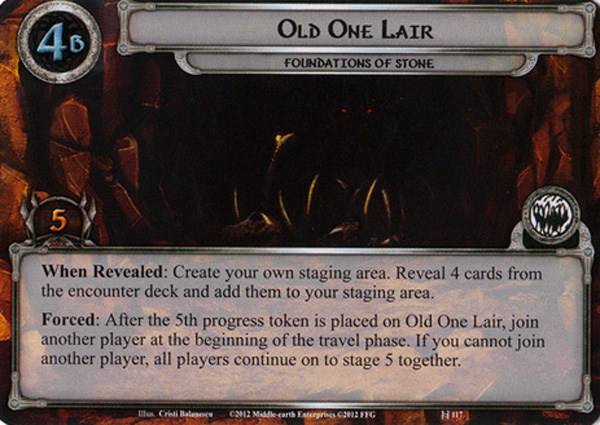 4B
OLD ONE LAIR
FOUNDATIONS OF STONE
5
When Revealed: Create your own staging area. Reveal 4 cards from
the encounter deck and add them to your staging area.
Forced: After the 5th progress token is placed on Old One Lair, join
another player at the beginning of the travel phase. If you cannot join
another player, all players continue on to stage 5 together.
Illus. Cristi Balanescu ©2012 Middle-earth Enterprises ©2012 FFG 117